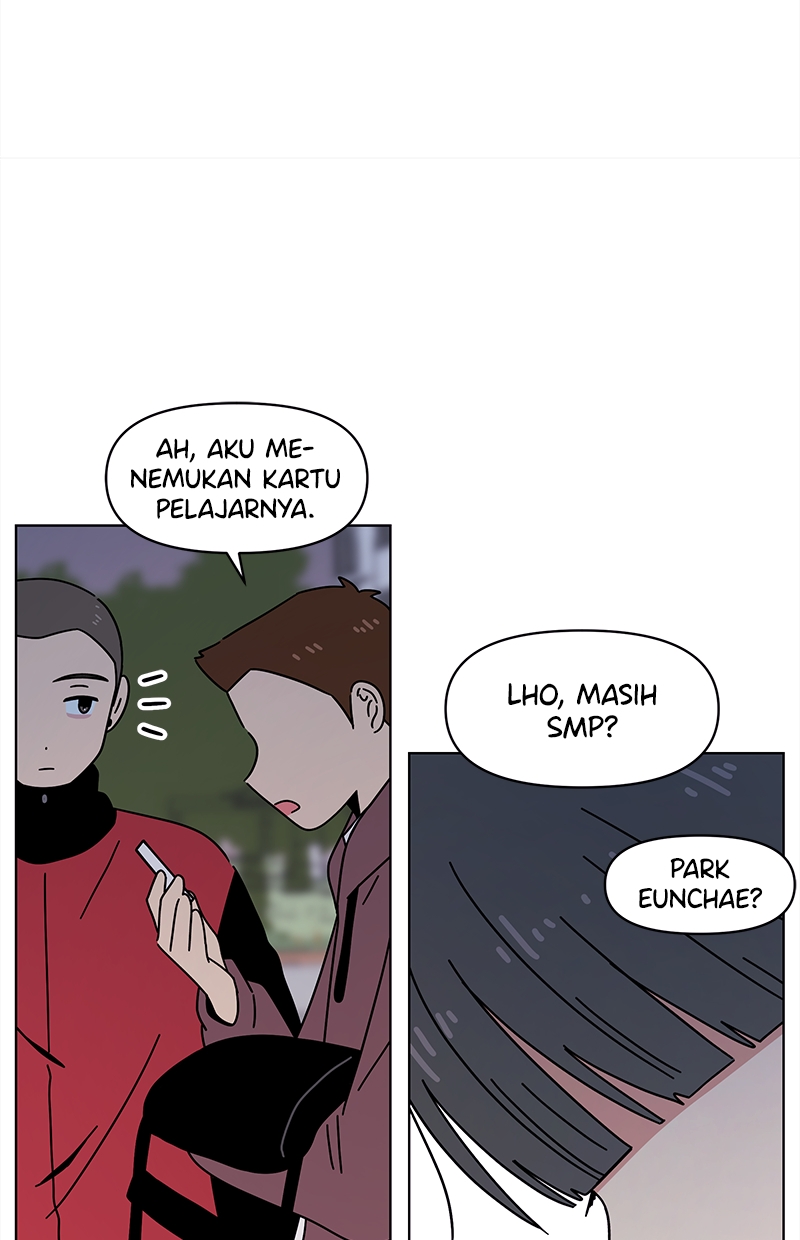 AH, AKU ME-
NEMUKAN KARTU
PELAJARNYA.
LHO, MASIH
SMP?
PARK
EUNCHAE?